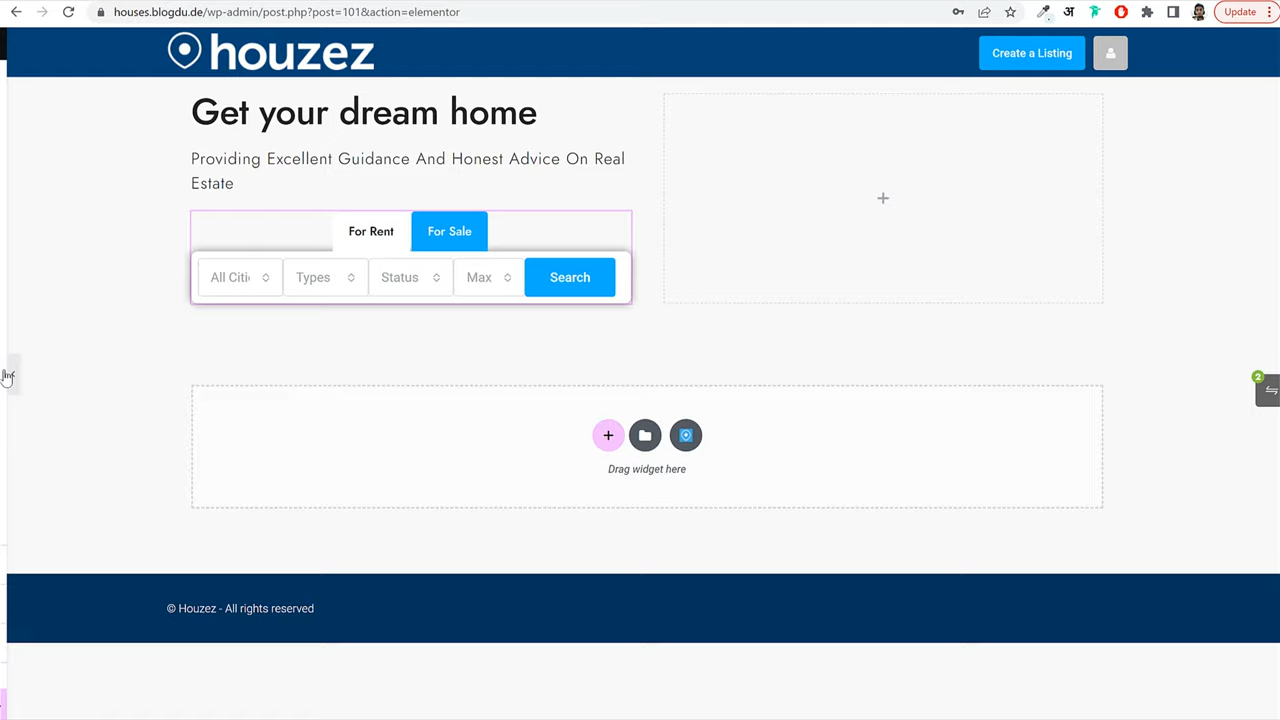 houses.blogdu.de/wp-admin/post.php?post=101&action=elementor
अ
Update
houzez
Create a Listing
Get your dream home
Providing Excellent Guidance And Honest Advice On Real
Estate
For Rent
For Sale
All Citi
Types
Status
Max
Search
2
Drag widget here
© Houzez - All rights reserved